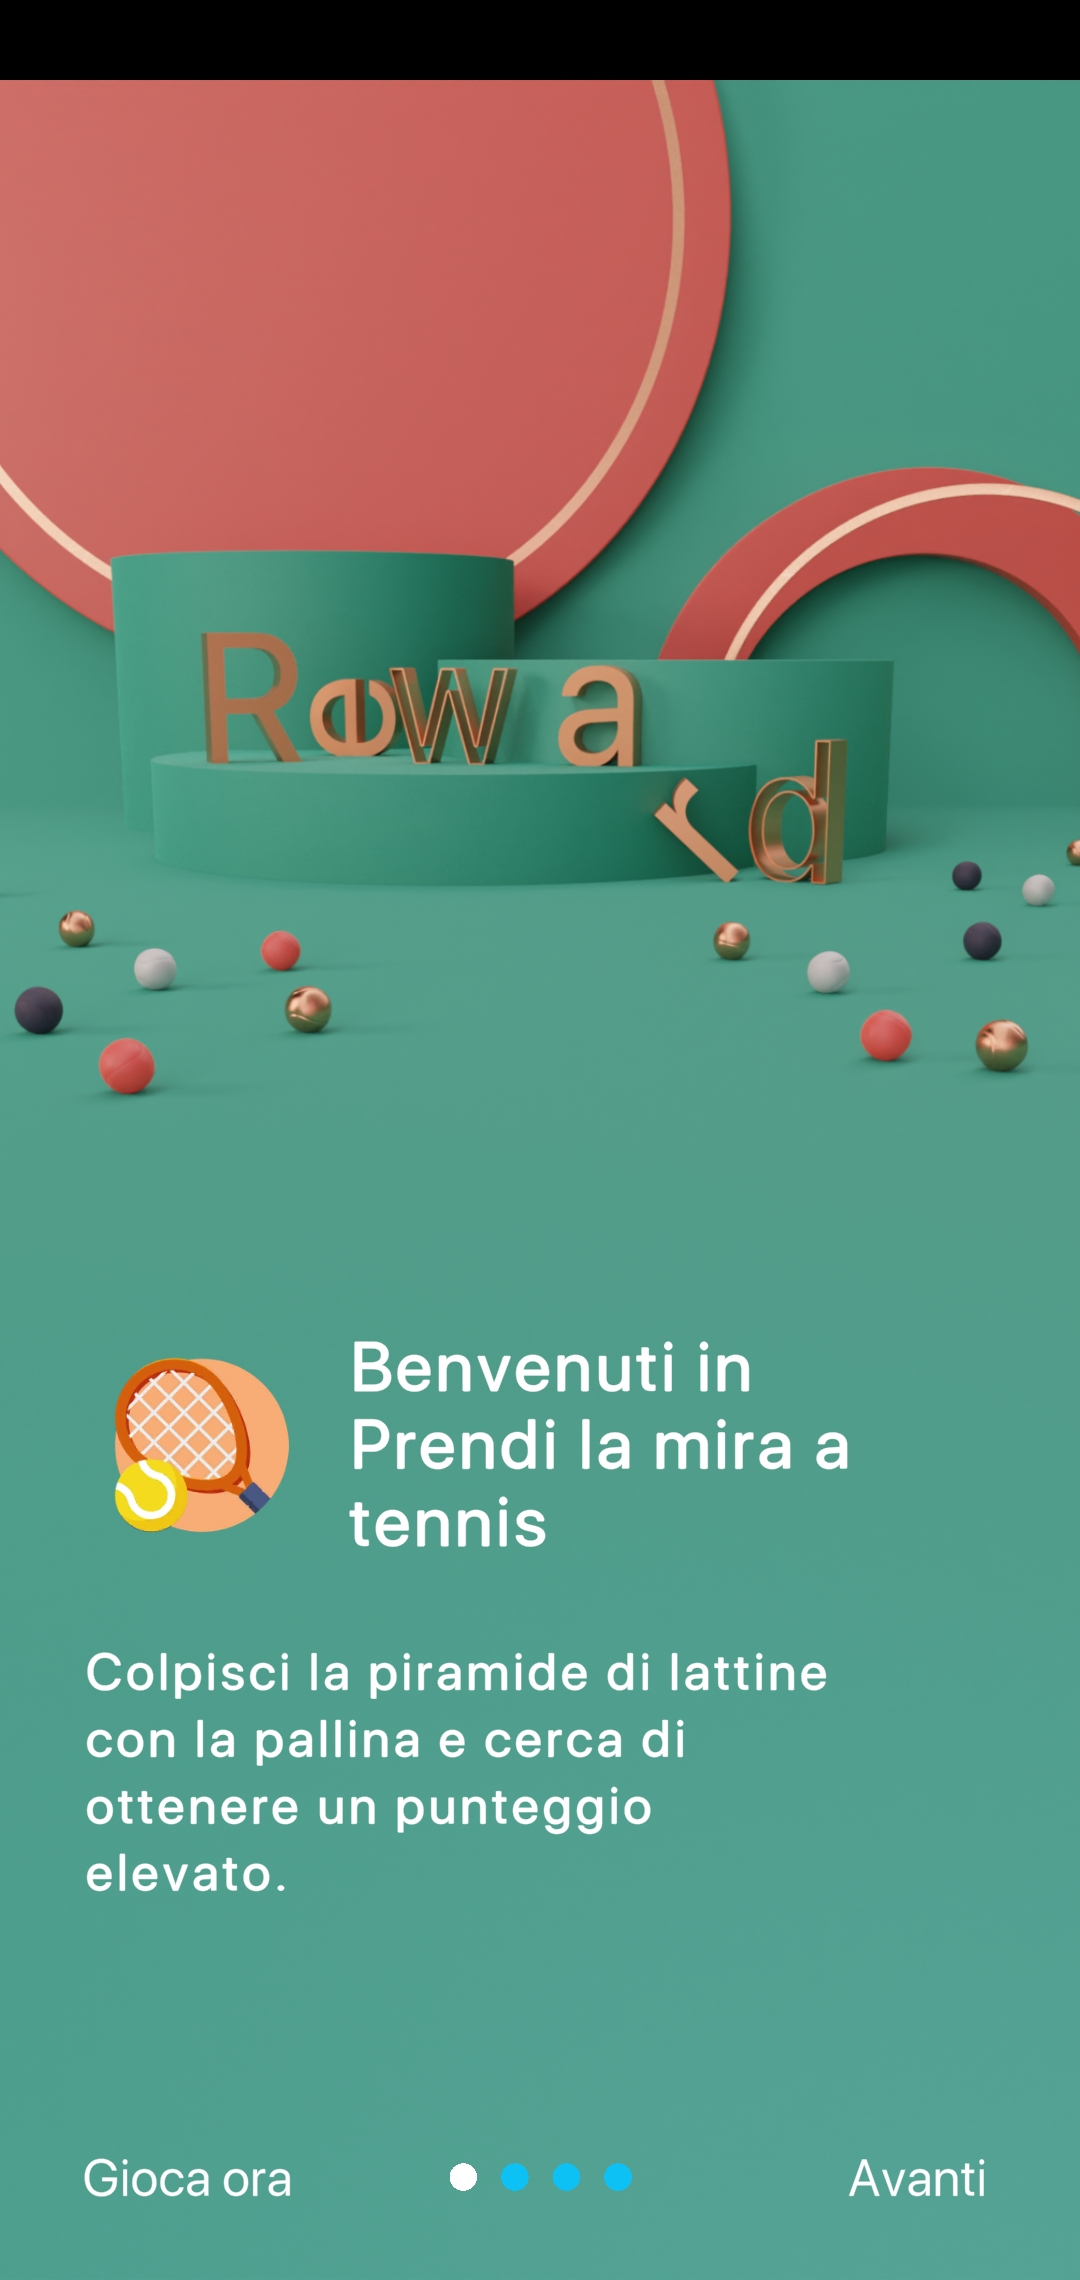 Reward
Benvenuti in
Prendi la mira a
tennis
Colpisci la piramide di lattine
con la pallina e cerca di
ottenere un punteggio
elevato.
Gioca ora
Avanti